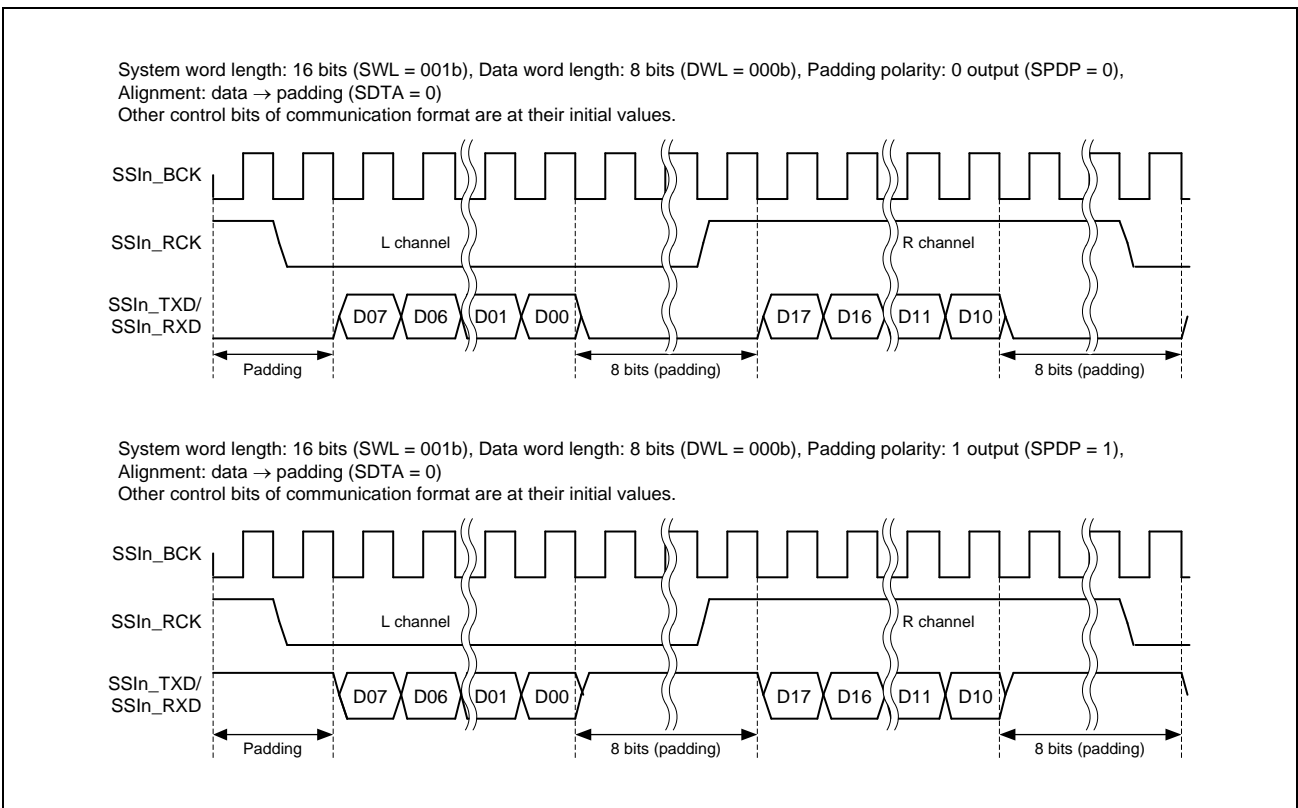 System word length: 16 bits (SWL = 001b), Data word length: 8 bits (DWL = 000b), Padding polarity: 0 output (SPDP = 0),
Alignment: data → padding (SDTA = 0)
Other control bits of communication format are at their initial values.
SSIn_BCK
SSIn_RCK
L channel
R channel
SSIn_TXD/
SSIn_RXD
D07 D06 D01 D00 D17 D16 D11 D10
Padding 8 bits (padding) 8 bits (padding)
System word length: 16 bits (SWL = 001b), Data word length: 8 bits (DWL = 000b), Padding polarity: 1 output (SPDP = 1),
Alignment: data → padding (SDTA = 0)
Other control bits of communication format are at their initial values.
SSIn_BCK
SSIn_RCK
L channel
R channel
SSIn_TXD/
SSIn_RXD
D07 D06 D01 D00 D17 D16 D11 D10
Padding 8 bits (padding) 8 bits (padding)